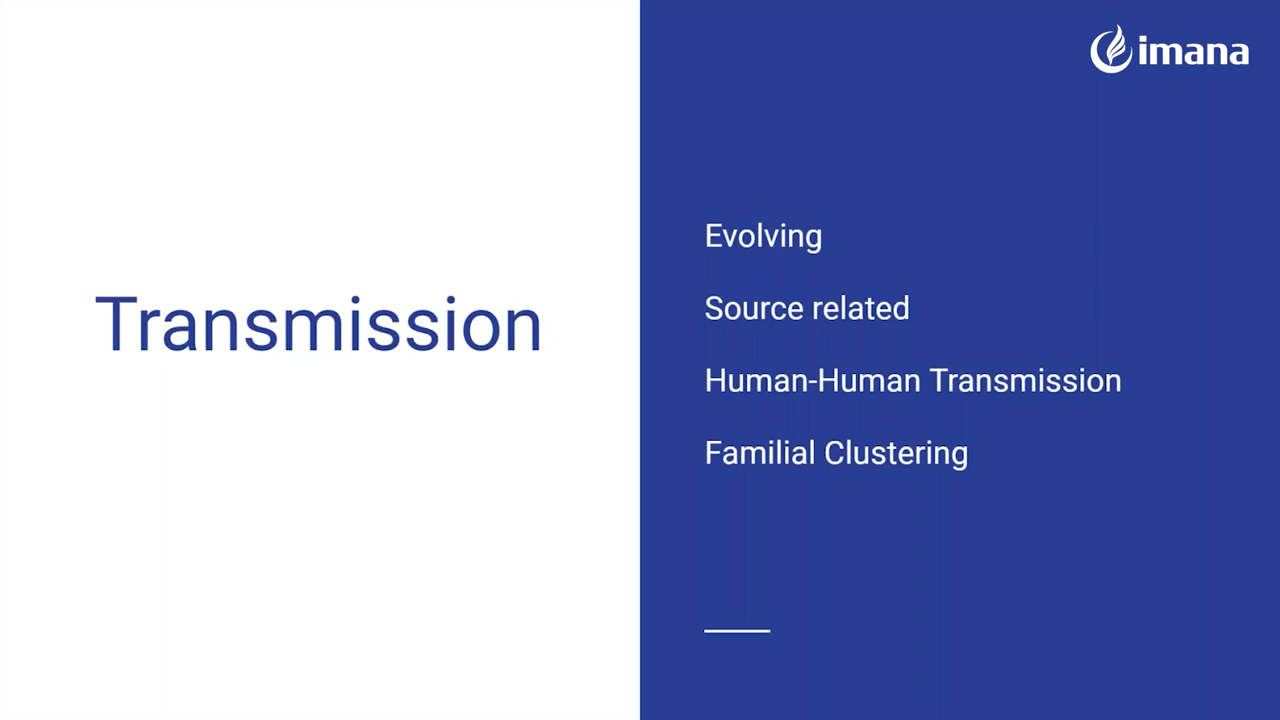 imana
Transmission
Evolving
Source related
Human-Human Transmission
Familial Clustering